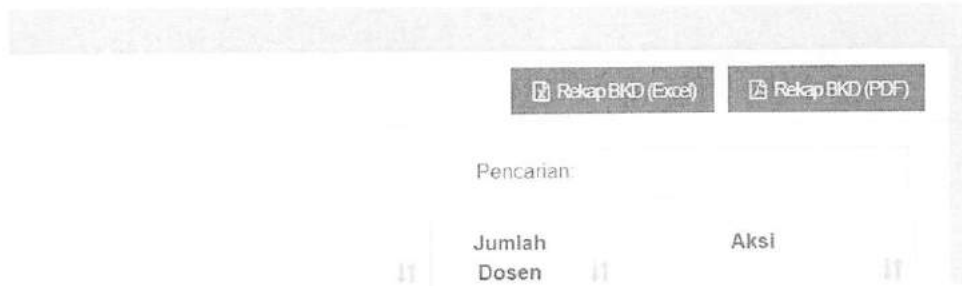 Rekap BKD (Excel) Rekap BKD (PDF)
Pencarian:
Jumlah Aksi
Dosen